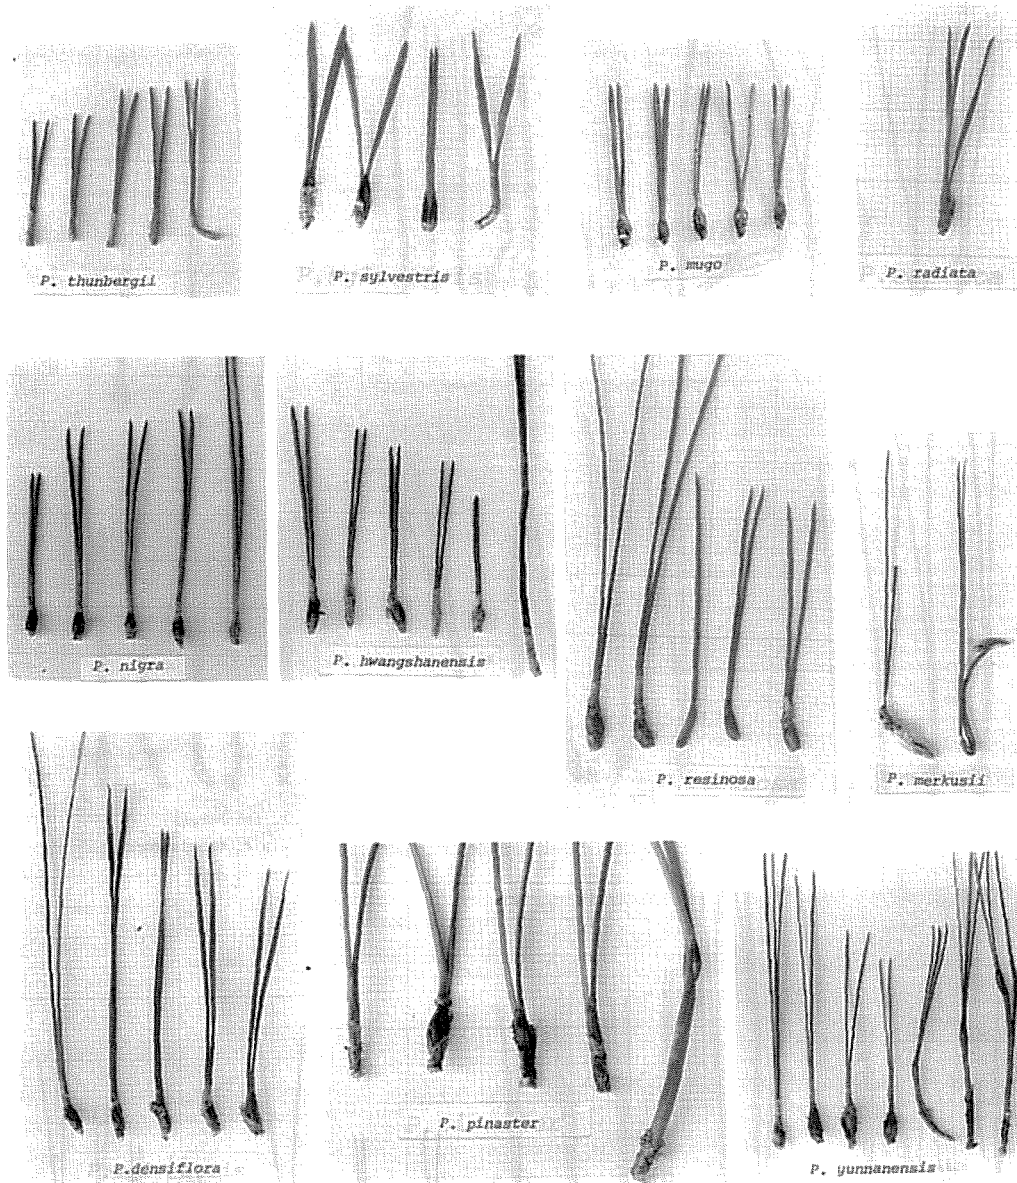 P. thunbergii
P. sylvestris
P. mugo
P. radiata
P. nigra
P. hwangshanensis
P. resinosa
P. merkusii
P.densiflora
P. pinaster
P. yunnanensis